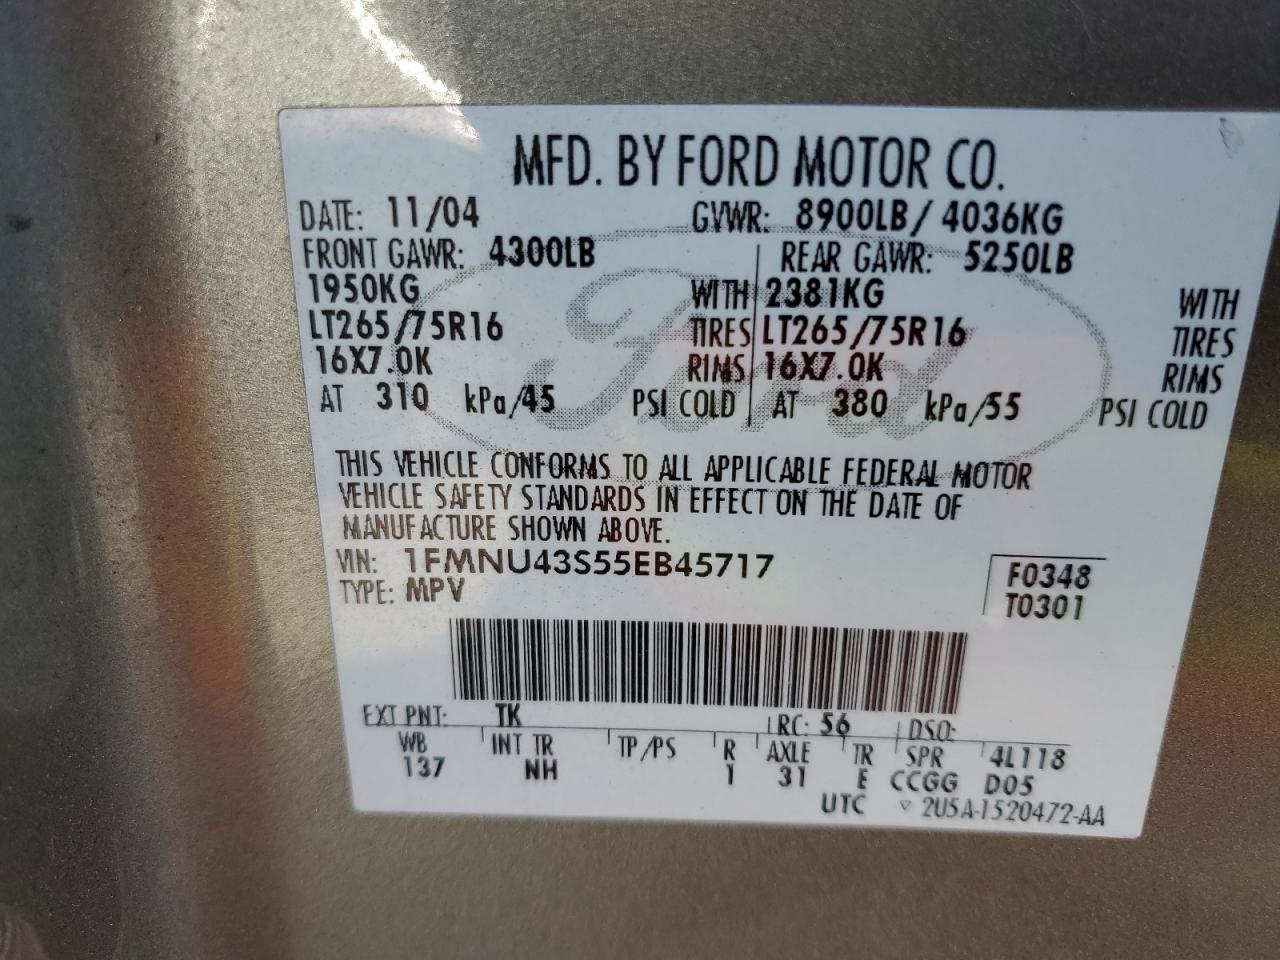 MFD. BY FORD MOTOR CO.
DATE: 11/04 GVWR: 8900LB/ 4036KG
FRONT GAWR: 4300LB REAR GAWR: 5250LB
1950KG WITH 2381KG WITH
LT265/75R16 TIRES LT265/75R16 TIRES
16X7.0K RIMS 16X7.0K RIMS
AT 310 kPa/45 PSI COLD AT 380 kPa/55 PSI COLD
Ford
THIS VEHICLE CONFORMS TO ALL APPLICABLE FEDERAL MOTOR
VEHICLE SAFETY STANDARDS IN EFFECT ON THE DATE OF
MANUFACTURE SHOWN ABOVE.
VIN: 1FMNU43S55EB45717 F0348
TYPE: MPV T0301
EXT PNT: TK RC: 56 DSO:
WB INT TR TP/PS R AXLE TR SPR 4L118
137 NH 1 31 E CCGG D05
UTC ▽ 2U5A-1520472-AA